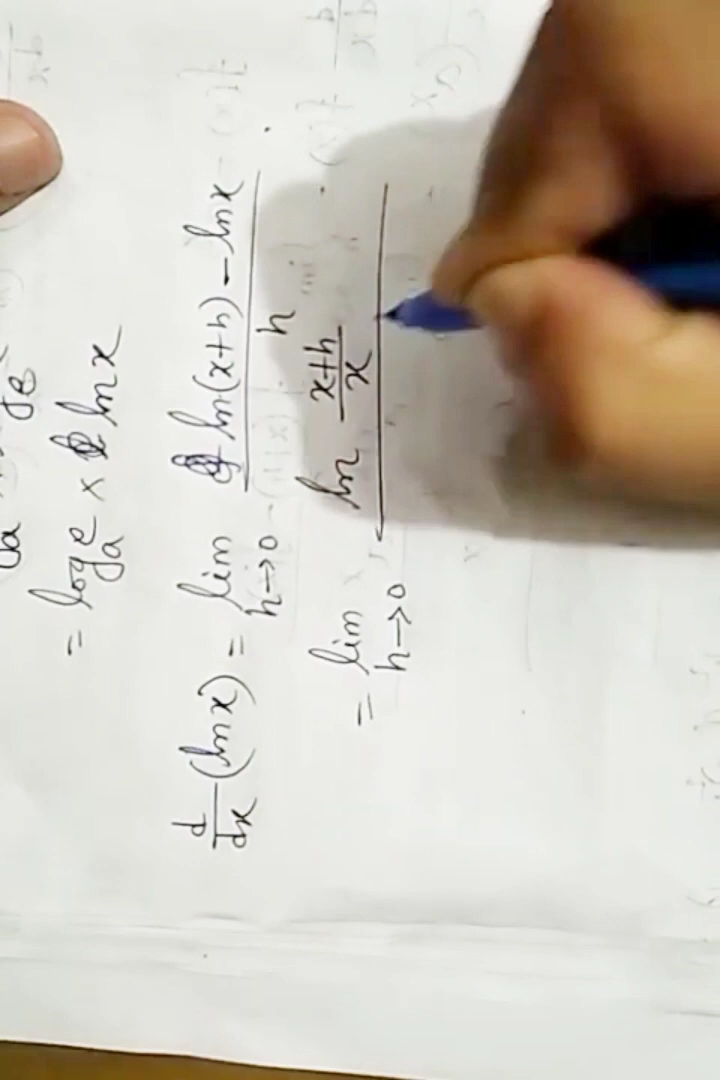 = log_a^e × ln x
d/dx (ln x) = lim_{h→0} (ln(x+h) − ln x)/h
= lim_{h→0} ln (x+h)/x